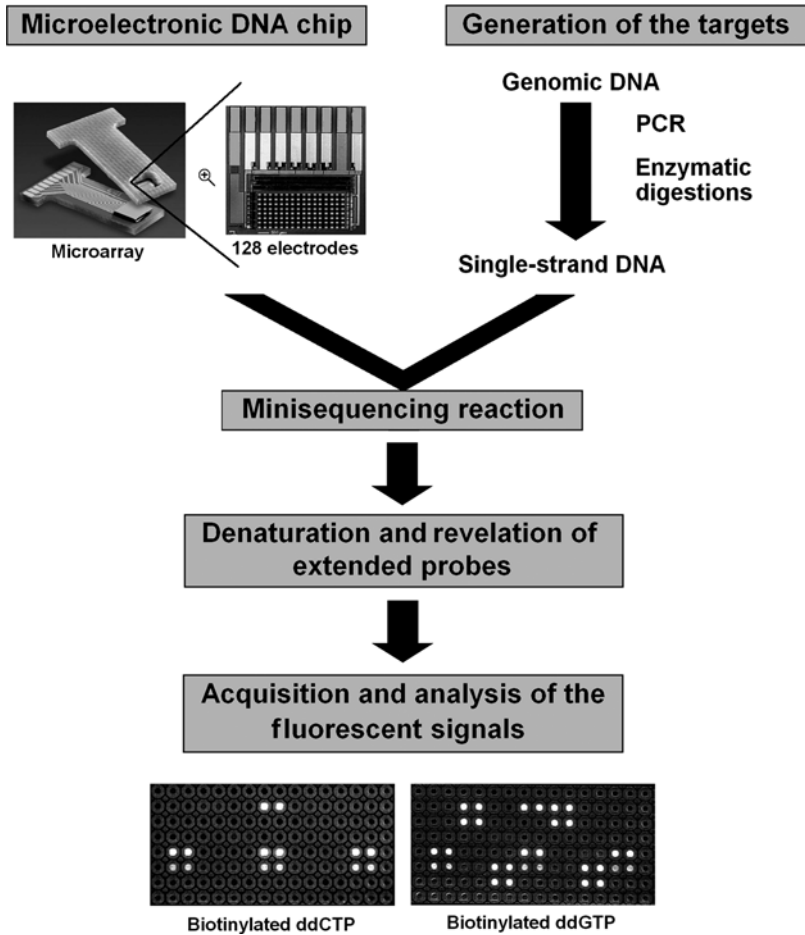 Microelectronic DNA chip
Generation of the targets
Genomic DNA
PCR
Enzymatic
digestions
Microarray
128 electrodes
Single-strand DNA
Minisequencing reaction
Denaturation and revelation of
extended probes
Acquisition and analysis of the
fluorescent signals
Biotinylated ddCTP
Biotinylated ddGTP